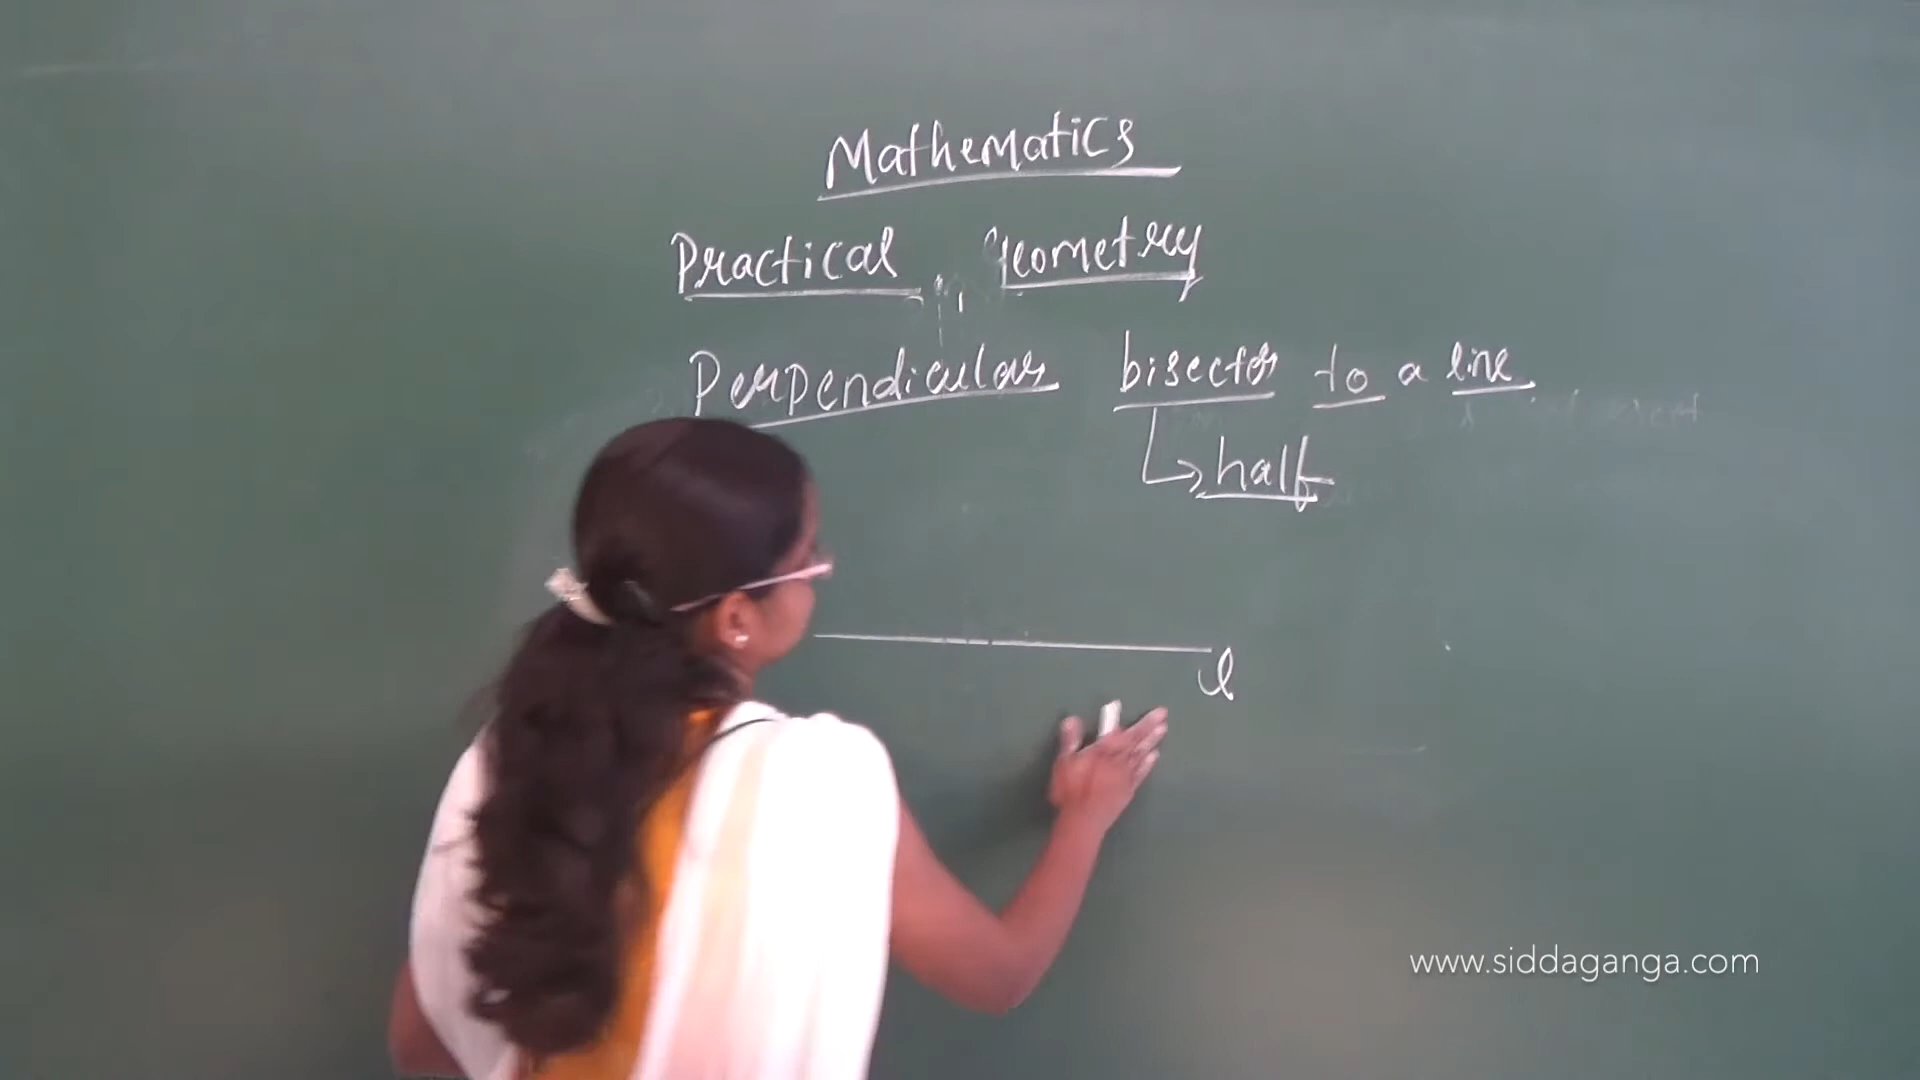 Mathematics
Practical Geometry
Perpendicular bisector to a line
half
l
www.siddaganga.com